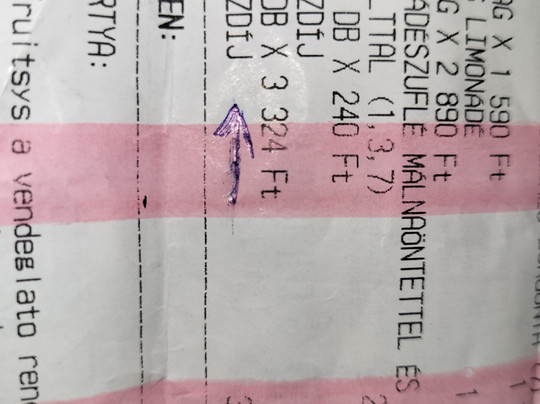 AG X 1 590 Ft
LIMONÁDÉ
G X 2 890 Ft
ÁDÉSZUFLÉ MÁLNAÖNTETTEL ÉS
LTTAL (1,3,7)
DB X 240 Ft
ZDÍJ
DB X 3 324 Ft
ZDÍJ
EN:
RTYA:
ruitsys a vendeglato ren